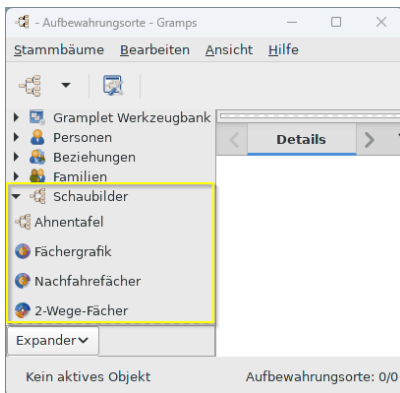 - Aufbewahrungsorte - Gramps
Stammbäume Bearbeiten Ansicht Hilfe
Gramplet Werkzeugbank
Personen
Beziehungen
Familien
Schaubilder
Ahnentafel
Fächergrafik
Nachfahrefächer
2-Wege-Fächer
Expander
Details
Kein aktives Objekt Aufbewahrungsorte: 0/0